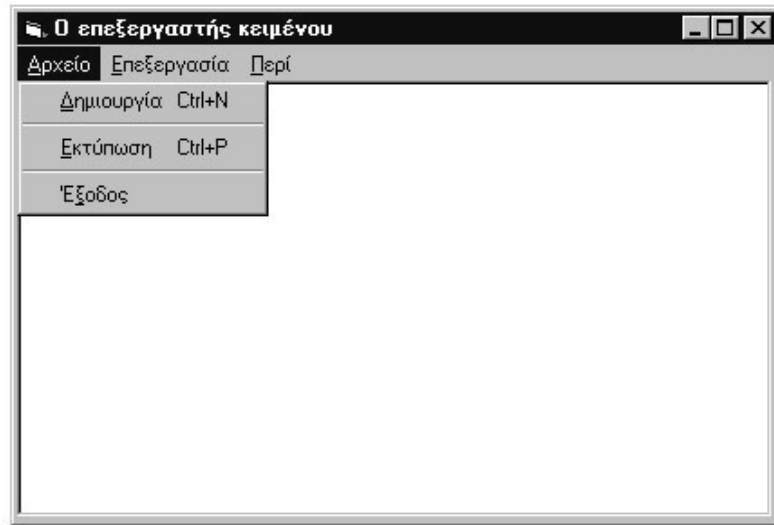 Ο επεξεργαστής κειμένου
Αρχείο Επεξεργασία Περί
Δημιουργία Ctrl+N
Εκτύπωση Ctrl+P
Έξοδος